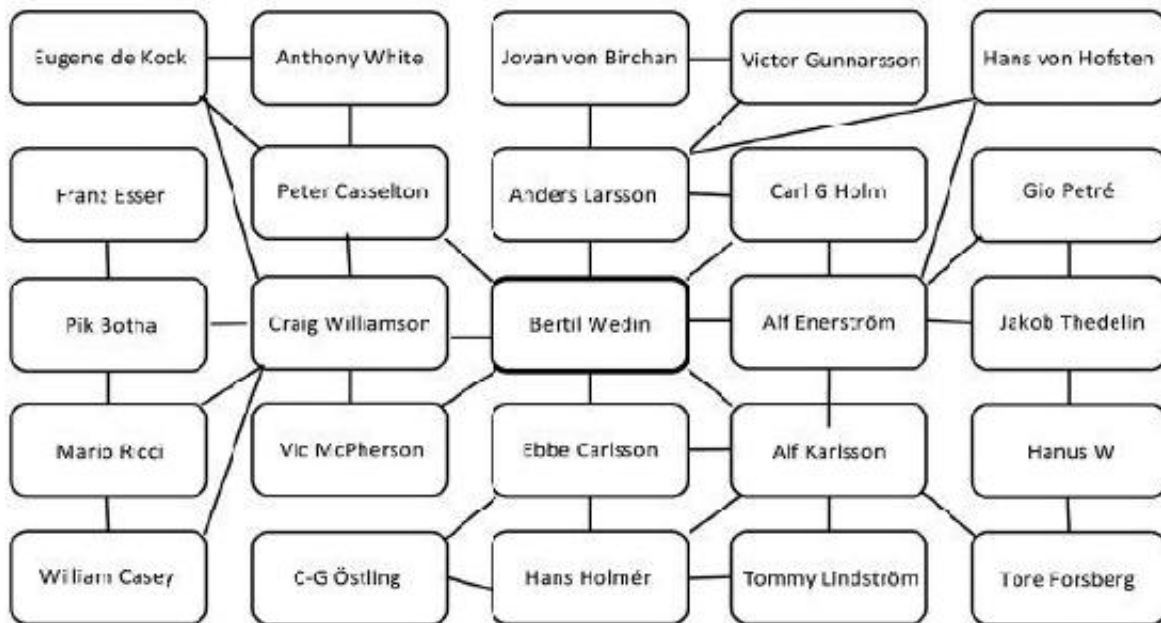 Eugene de Kock
Anthony White
Jovan von Birchan
Victor Gunnarsson
Hans von Hofsten
Franz Esser
Peter Casselton
Anders Larsson
Carl G Holm
Gio Petré
Pik Botha
Craig Williamson
Bertil Wedin
Alf Enerström
Jakob Thedelin
Mario Ricci
Vic McPherson
Ebbe Carlsson
Alf Karlsson
Hanus W
William Casey
C-G Östling
Hans Holmér
Tommy Lindström
Tore Forsberg